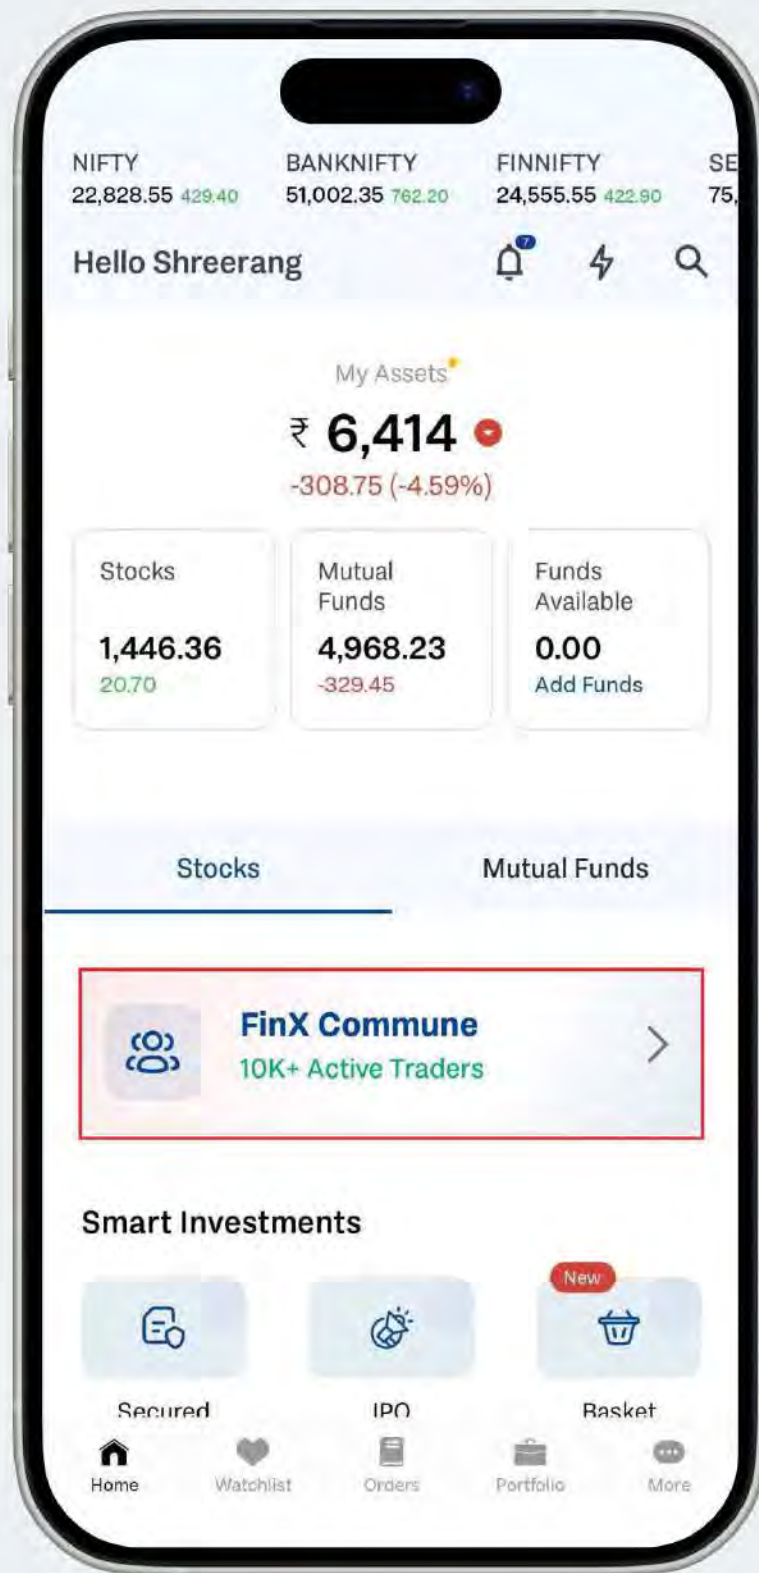 NIFTY BANKNIFTY FINNIFTY SE
22,828.55 429.40 51,002.35 762.20 24,555.55 422.90 75,
Hello Shreerang 7
My Assets
₹ 6,414
-308.75 (-4.59%)
Stocks
1,446.36
20.70
Mutual
Funds
4,968.23
-329.45
Funds
Available
0.00
Add Funds
Stocks Mutual Funds
FinX Commune
10K+ Active Traders
Smart Investments
New
Secured IPO Basket
Home Watchlist Orders Portfolio More